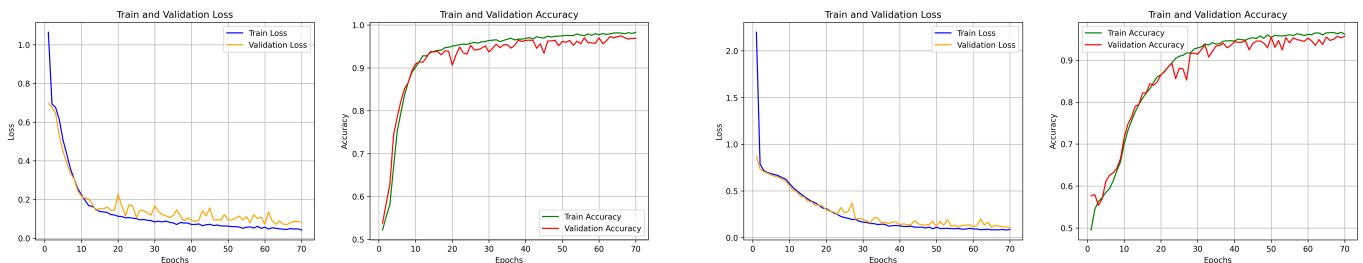 Train and Validation Loss
Loss
1.0
0.8
0.6
0.4
0.2
0.0
Train Loss
Validation Loss
0 10 20 30 40 50 60 70
Epochs
Train and Validation Accuracy
Accuracy
1.0
0.9
0.8
0.7
0.6
0.5
Train Accuracy
Validation Accuracy
0 10 20 30 40 50 60 70
Epochs
Train and Validation Loss
Loss
2.0
1.5
1.0
0.5
0.0
Train Loss
Validation Loss
0 10 20 30 40 50 60 70
Epochs
Train and Validation Accuracy
Accuracy
0.9
0.8
0.7
0.6
0.5
Train Accuracy
Validation Accuracy
0 10 20 30 40 50 60 70
Epochs